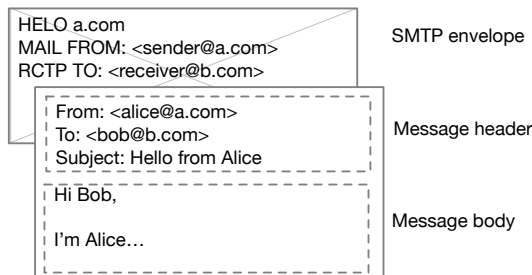 HELO a.com
MAIL FROM: <sender@a.com>
RCTP TO: <receiver@b.com>
SMTP envelope
From: <alice@a.com>
To: <bob@b.com>
Subject: Hello from Alice
Message header
Hi Bob,
I'm Alice…
Message body